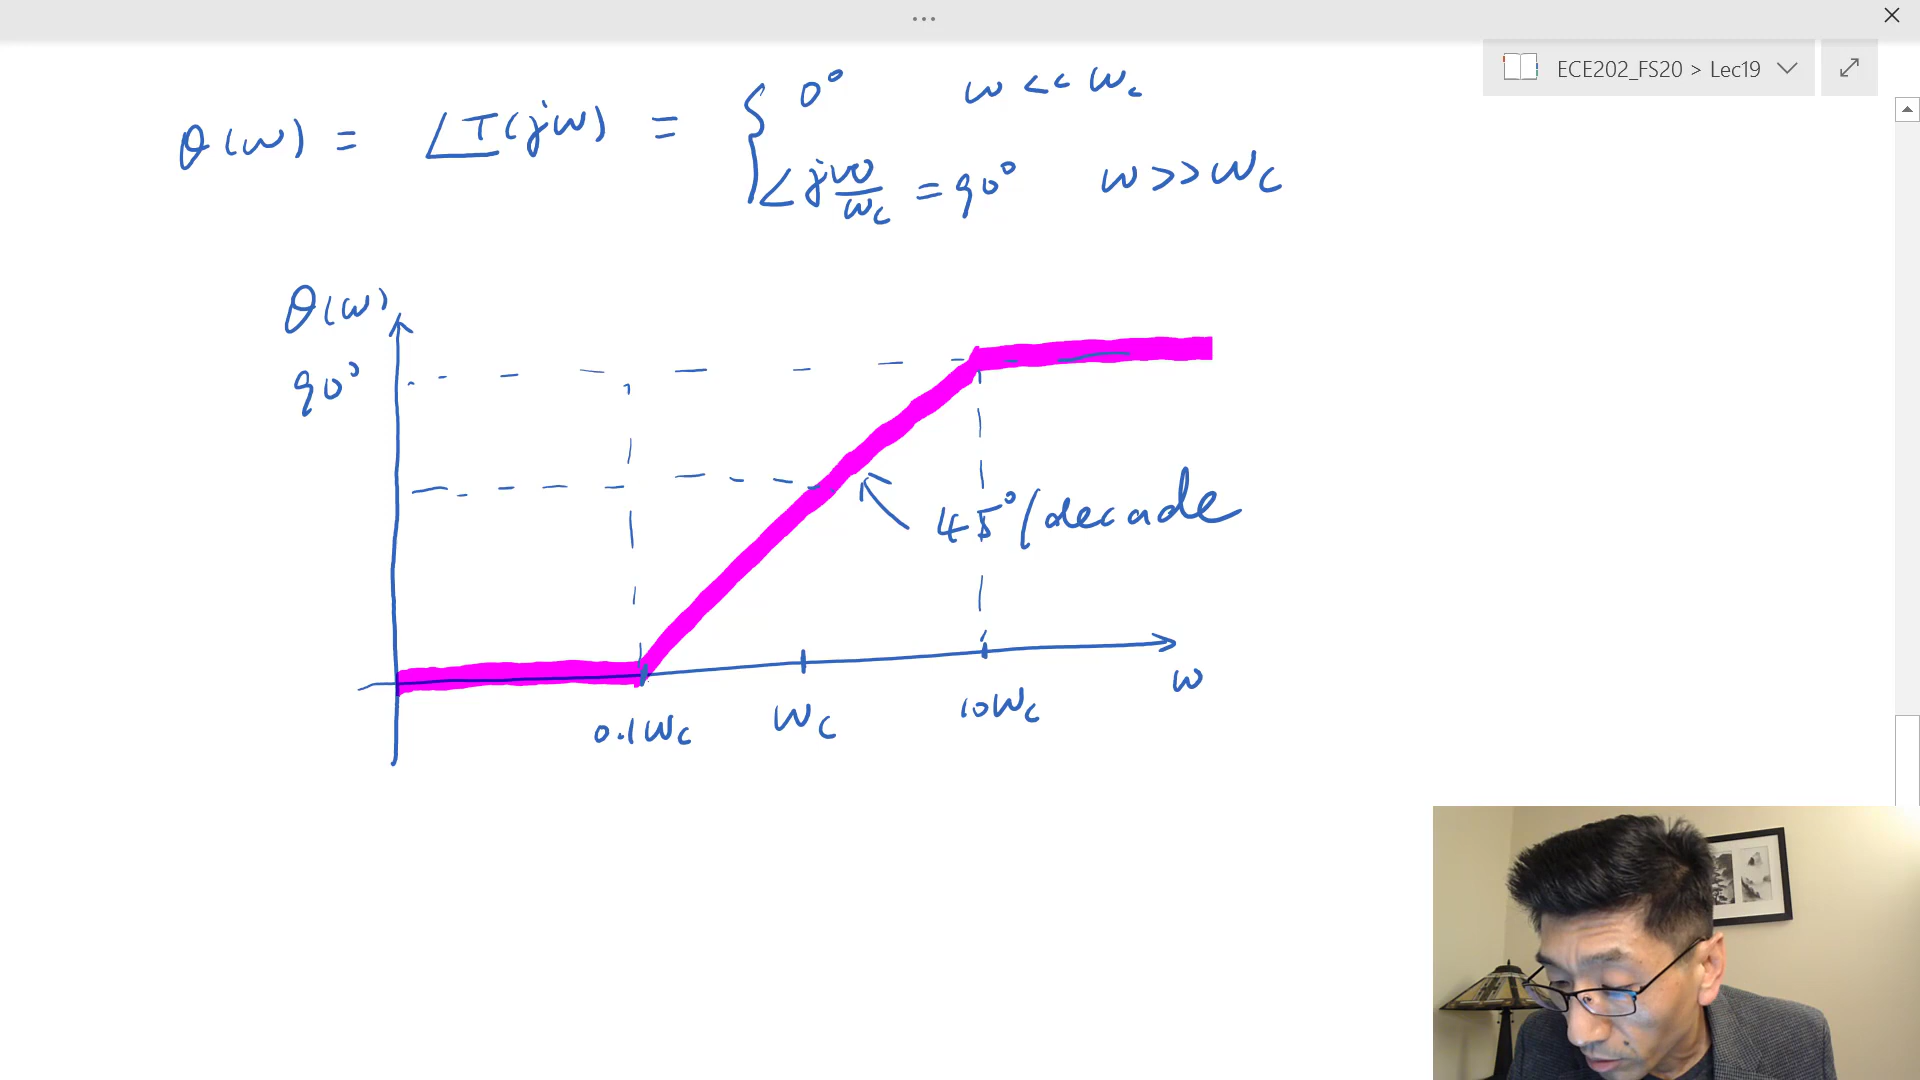 ECE202_FS20 > Lec19
θ(ω) = ∠T(jω) = { 0° ω << ωc
∠jω/ωc = 90° ω >> ωc
θ(ω)
90°
45°/decade
0.1ωc ωc 10ωc ω